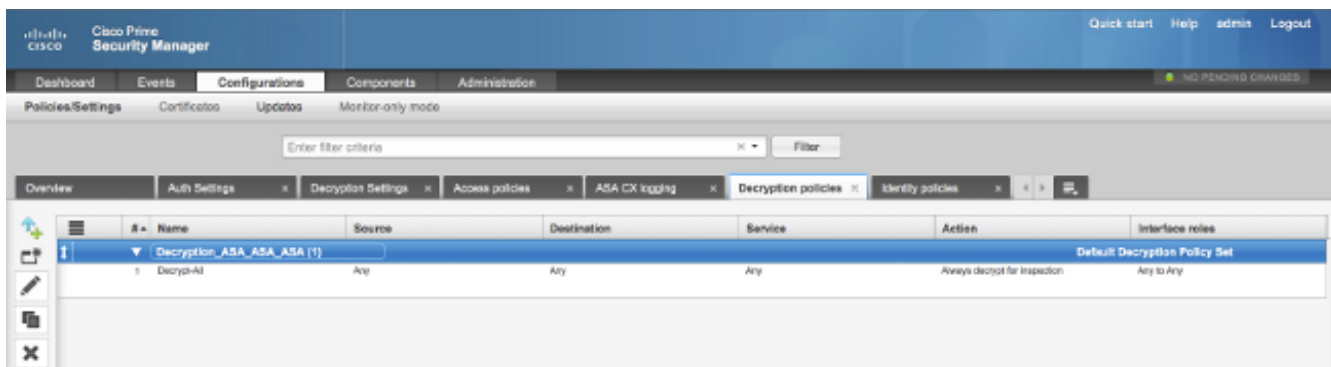 cisco
Cisco Prime
Security Manager
Quick start Help admin Logout
Dashboard Events Configurations Components Administration
NO PENDING CHANGES
Policies/Settings Certificates Updates Monitor-only mode
Enter filter criteria Filter
Overview Auth Settings Decryption Settings Access policies ASA CX logging Decryption policies Identity policies
# Name Source Destination Service Action Interface roles
Decryption_ASA_ASA_ASA (1) Default Decryption Policy Set
1 Decrypt-All Any Any Any Always decrypt for inspection Any to Any